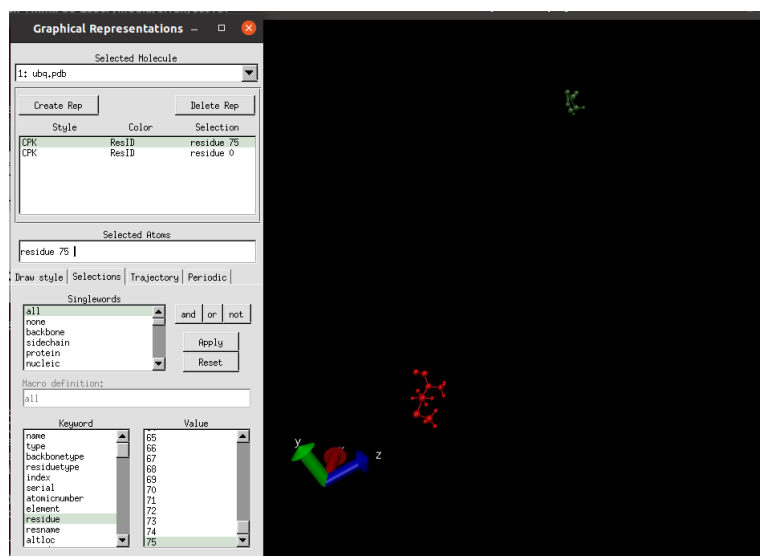 Graphical Representations –
Selected Molecule
1: ubq.pdb
Create Rep
Delete Rep
Style Color Selection
CPK ResID residue 75
CPK ResID residue 0
Selected Atoms
residue 75
Draw style Selections Trajectory Periodic
Singlewords
all
none
backbone
sidechain
protein
nucleic
and or not
Apply
Reset
Macro definition:
all
Keyword
name
type
backbonetype
residuetype
index
serial
atomicnumber
element
residue
resname
altloc
Value
65
66
67
68
69
70
71
72
73
74
75
y
z